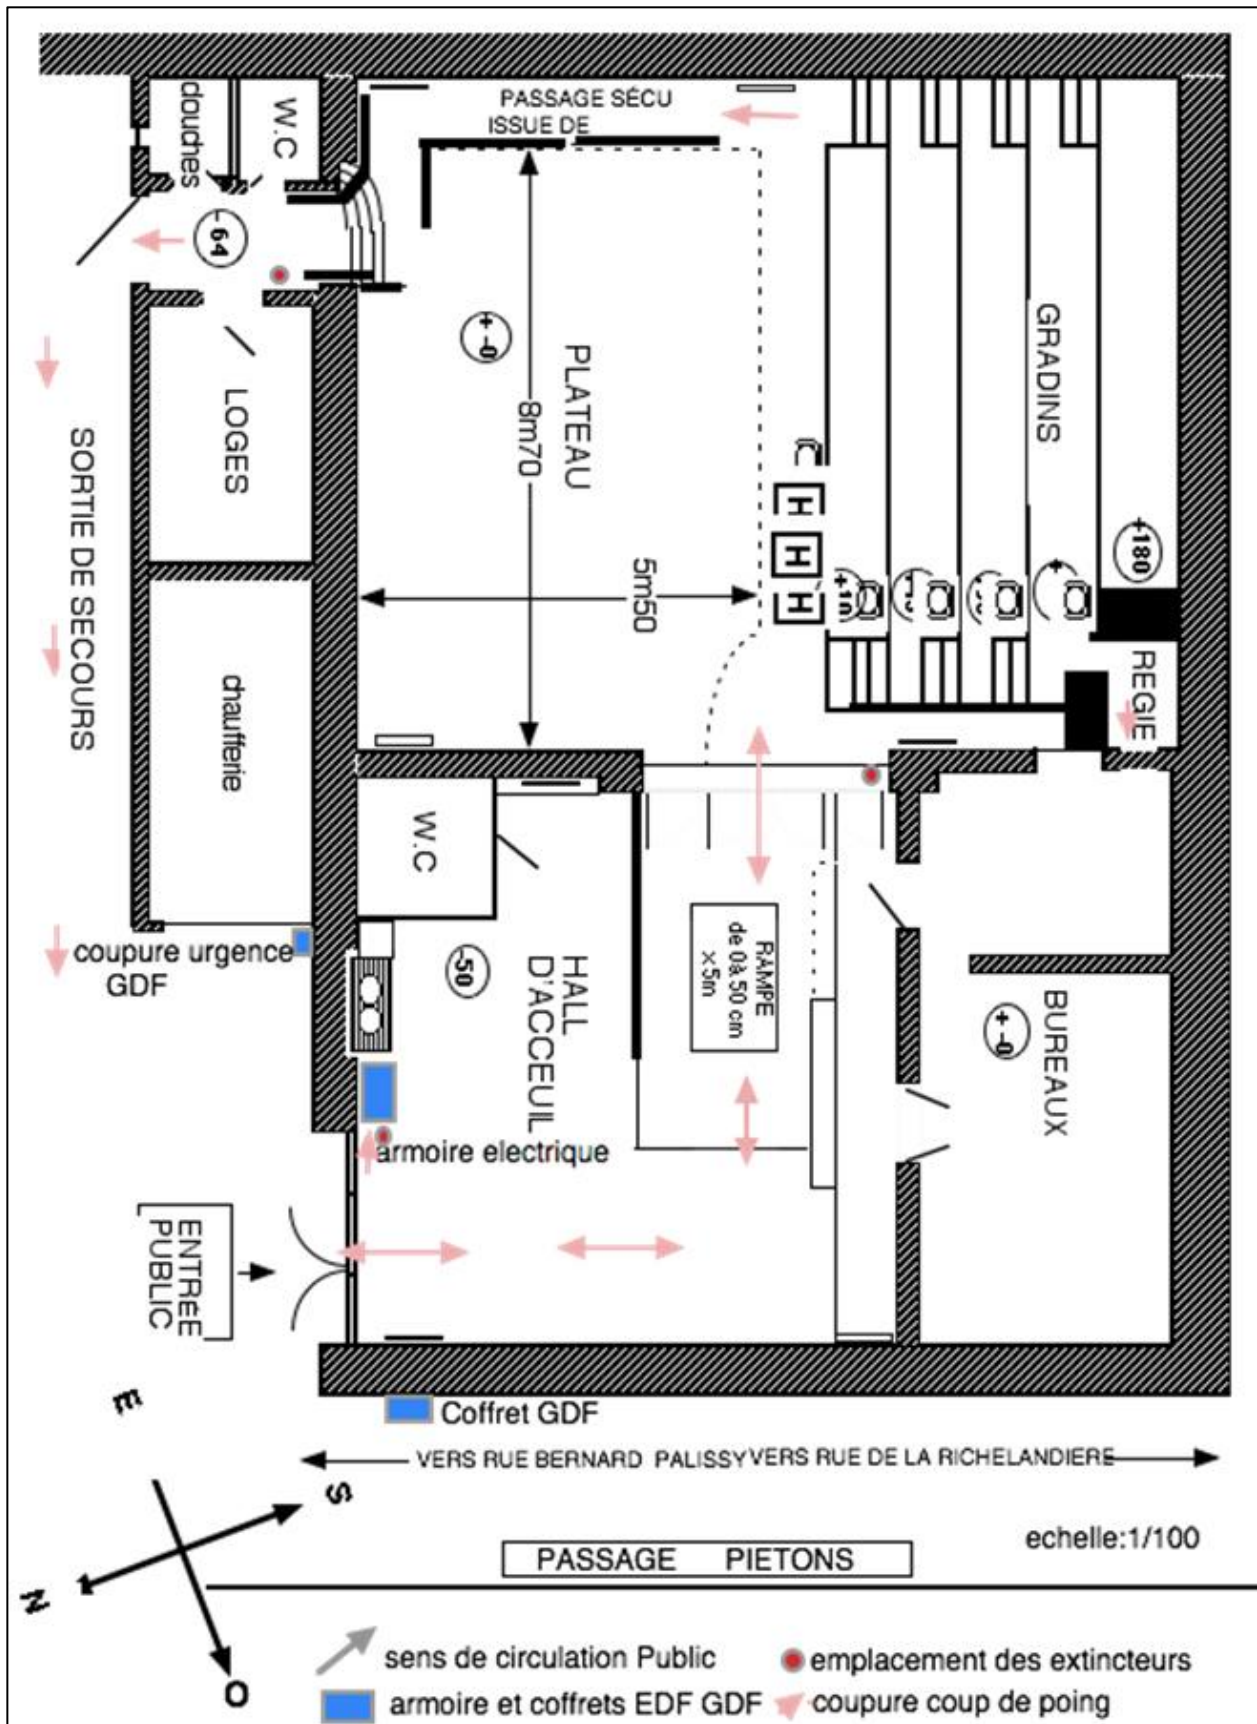 PASSAGE SÉCU
ISSUE DE
douches
W.C
-64
+-0
PLATEAU
8m70
5m50
GRADINS
LOGES
SORTIE DE SECOURS
chaufferie
H
H
H
+180
REGIE
W.C
coupure urgence
GDF
-50
HALL
D'ACCEUIL
RAMPE
de 0à 50 cm
×5m
BUREAUX
+-0
armoire electrique
ENTRéE
PUBLIC
Coffret GDF
VERS RUE BERNARD PALISSY VERS RUE DE LA RICHELANDIERE
E
S
N
O
echelle:1/100
PASSAGE PIETONS
sens de circulation Public
emplacement des extincteurs
armoire et coffrets EDF GDF
coupure coup de poing